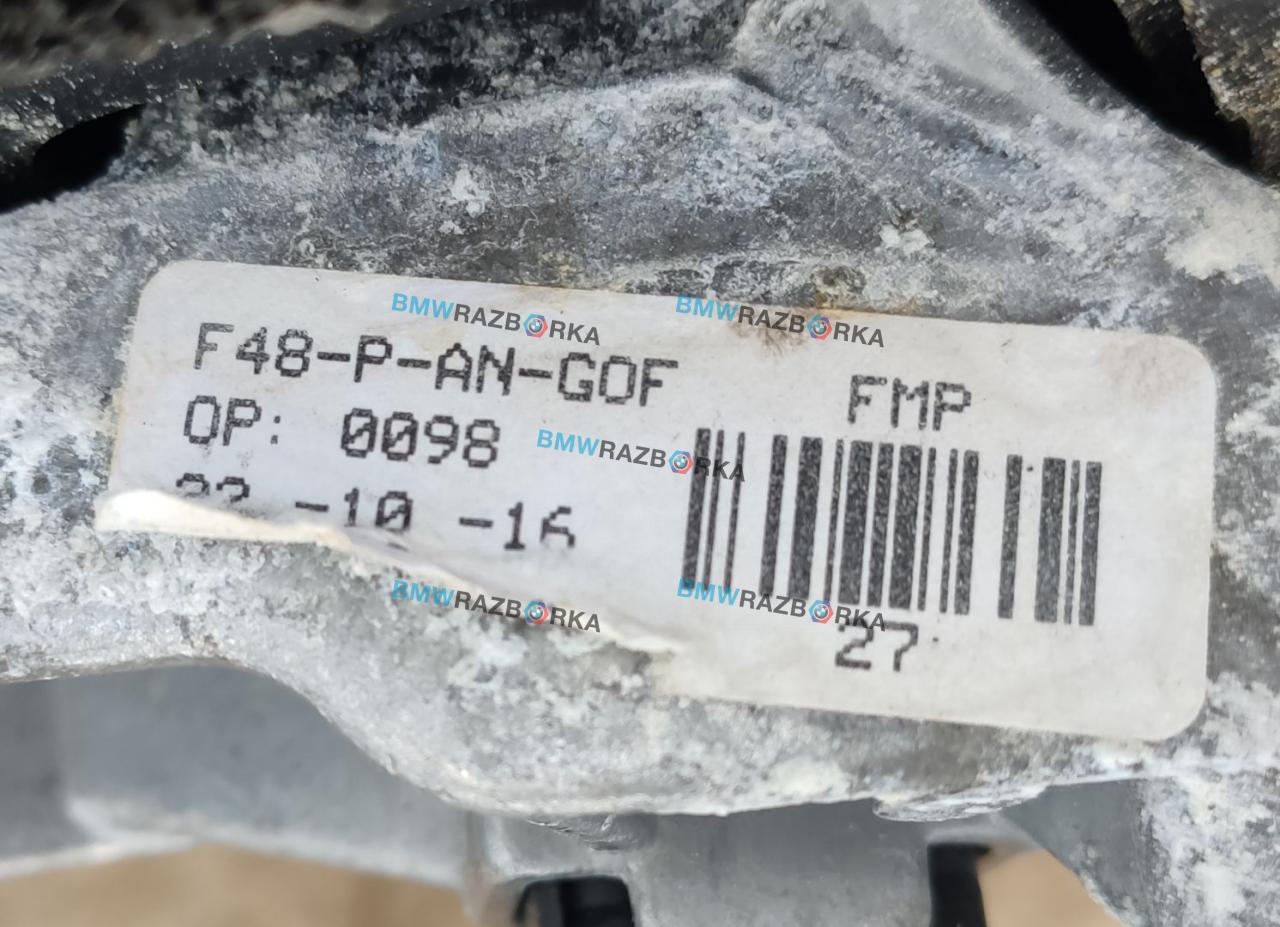 BMWRAZBORKA
BMWRAZBORKA
F48-P-AN-GOF
FMP
OP: 0098
BMWRAZBORKA
-10 -16
BMWRAZBORKA
BMWRAZBORKA
27